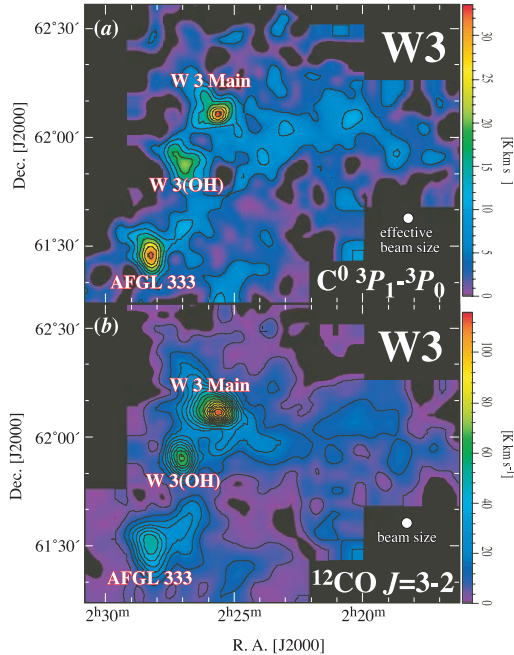 (a)
W3
62°30′
62°00′
61°30′
Dec. [J2000]
W 3 Main
W 3(OH)
AFGL 333
effective
beam size
C⁰ ³P₁-³P₀
30
25
20
15
10
5
0
[K km s
(b)
W3
62°30′
62°00′
61°30′
Dec. [J2000]
W 3 Main
W 3(OH)
AFGL 333
beam size
¹²CO J=3-2
100
80
60
40
20
0
[K km s⁻¹]
2ʰ30ᵐ
2ʰ25ᵐ
2ʰ20ᵐ
R. A. [J2000]